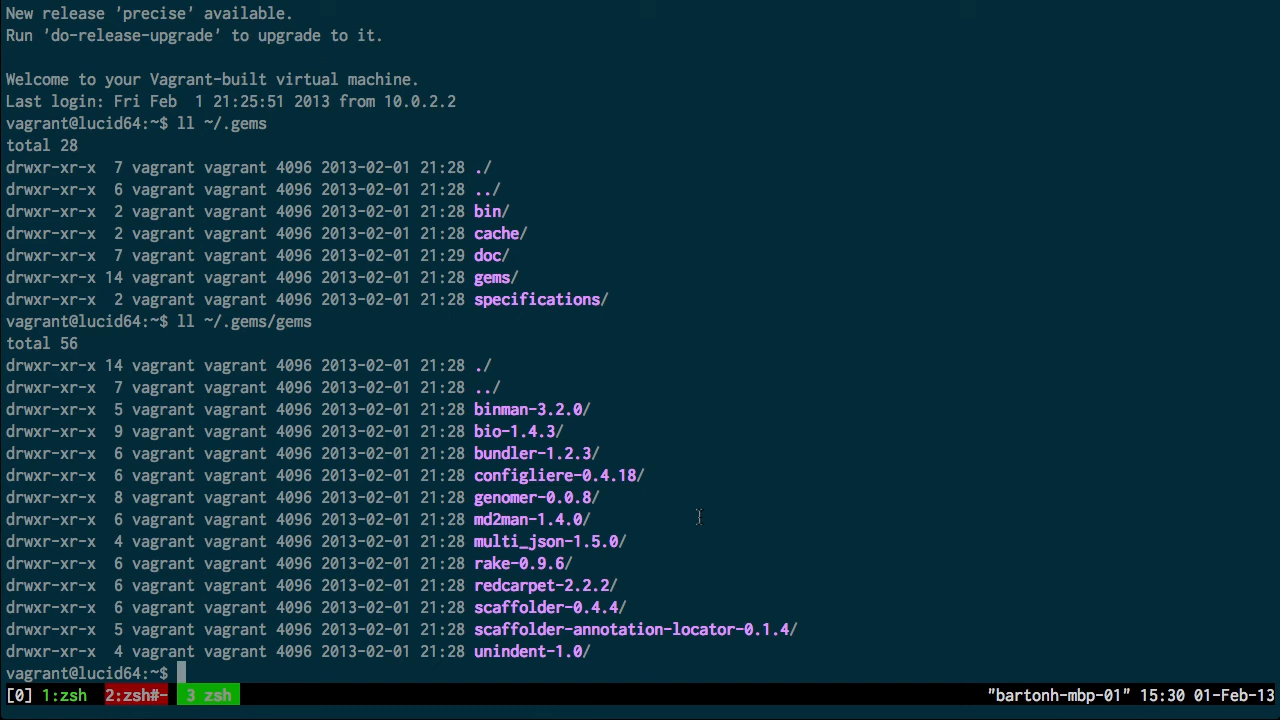 New release 'precise' available.
Run 'do-release-upgrade' to upgrade to it.
Welcome to your Vagrant-built virtual machine.
Last login: Fri Feb  1 21:25:51 2013 from 10.0.2.2
vagrant@lucid64:~$ ll ~/.gems
total 28
drwxr-xr-x  7 vagrant vagrant 4096 2013-02-01 21:28 ./
drwxr-xr-x  6 vagrant vagrant 4096 2013-02-01 21:28 ../
drwxr-xr-x  2 vagrant vagrant 4096 2013-02-01 21:28 bin/
drwxr-xr-x  2 vagrant vagrant 4096 2013-02-01 21:28 cache/
drwxr-xr-x  7 vagrant vagrant 4096 2013-02-01 21:29 doc/
drwxr-xr-x 14 vagrant vagrant 4096 2013-02-01 21:28 gems/
drwxr-xr-x  2 vagrant vagrant 4096 2013-02-01 21:28 specifications/
vagrant@lucid64:~$ ll ~/.gems/gems
total 56
drwxr-xr-x 14 vagrant vagrant 4096 2013-02-01 21:28 ./
drwxr-xr-x  7 vagrant vagrant 4096 2013-02-01 21:28 ../
drwxr-xr-x  5 vagrant vagrant 4096 2013-02-01 21:28 binman-3.2.0/
drwxr-xr-x  9 vagrant vagrant 4096 2013-02-01 21:28 bio-1.4.3/
drwxr-xr-x  6 vagrant vagrant 4096 2013-02-01 21:28 bundler-1.2.3/
drwxr-xr-x  6 vagrant vagrant 4096 2013-02-01 21:28 configliere-0.4.18/
drwxr-xr-x  8 vagrant vagrant 4096 2013-02-01 21:28 genomer-0.0.8/
drwxr-xr-x  6 vagrant vagrant 4096 2013-02-01 21:28 md2man-1.4.0/
drwxr-xr-x  4 vagrant vagrant 4096 2013-02-01 21:28 multi_json-1.5.0/
drwxr-xr-x  6 vagrant vagrant 4096 2013-02-01 21:28 rake-0.9.6/
drwxr-xr-x  6 vagrant vagrant 4096 2013-02-01 21:28 redcarpet-2.2.2/
drwxr-xr-x  6 vagrant vagrant 4096 2013-02-01 21:28 scaffolder-0.4.4/
drwxr-xr-x  5 vagrant vagrant 4096 2013-02-01 21:28 scaffolder-annotation-locator-0.1.4/
drwxr-xr-x  4 vagrant vagrant 4096 2013-02-01 21:28 unindent-1.0/
vagrant@lucid64:~$
[0] 1:zsh  2:zsh#-  3 zsh  "bartonh-mbp-01" 15:30 01-Feb-13